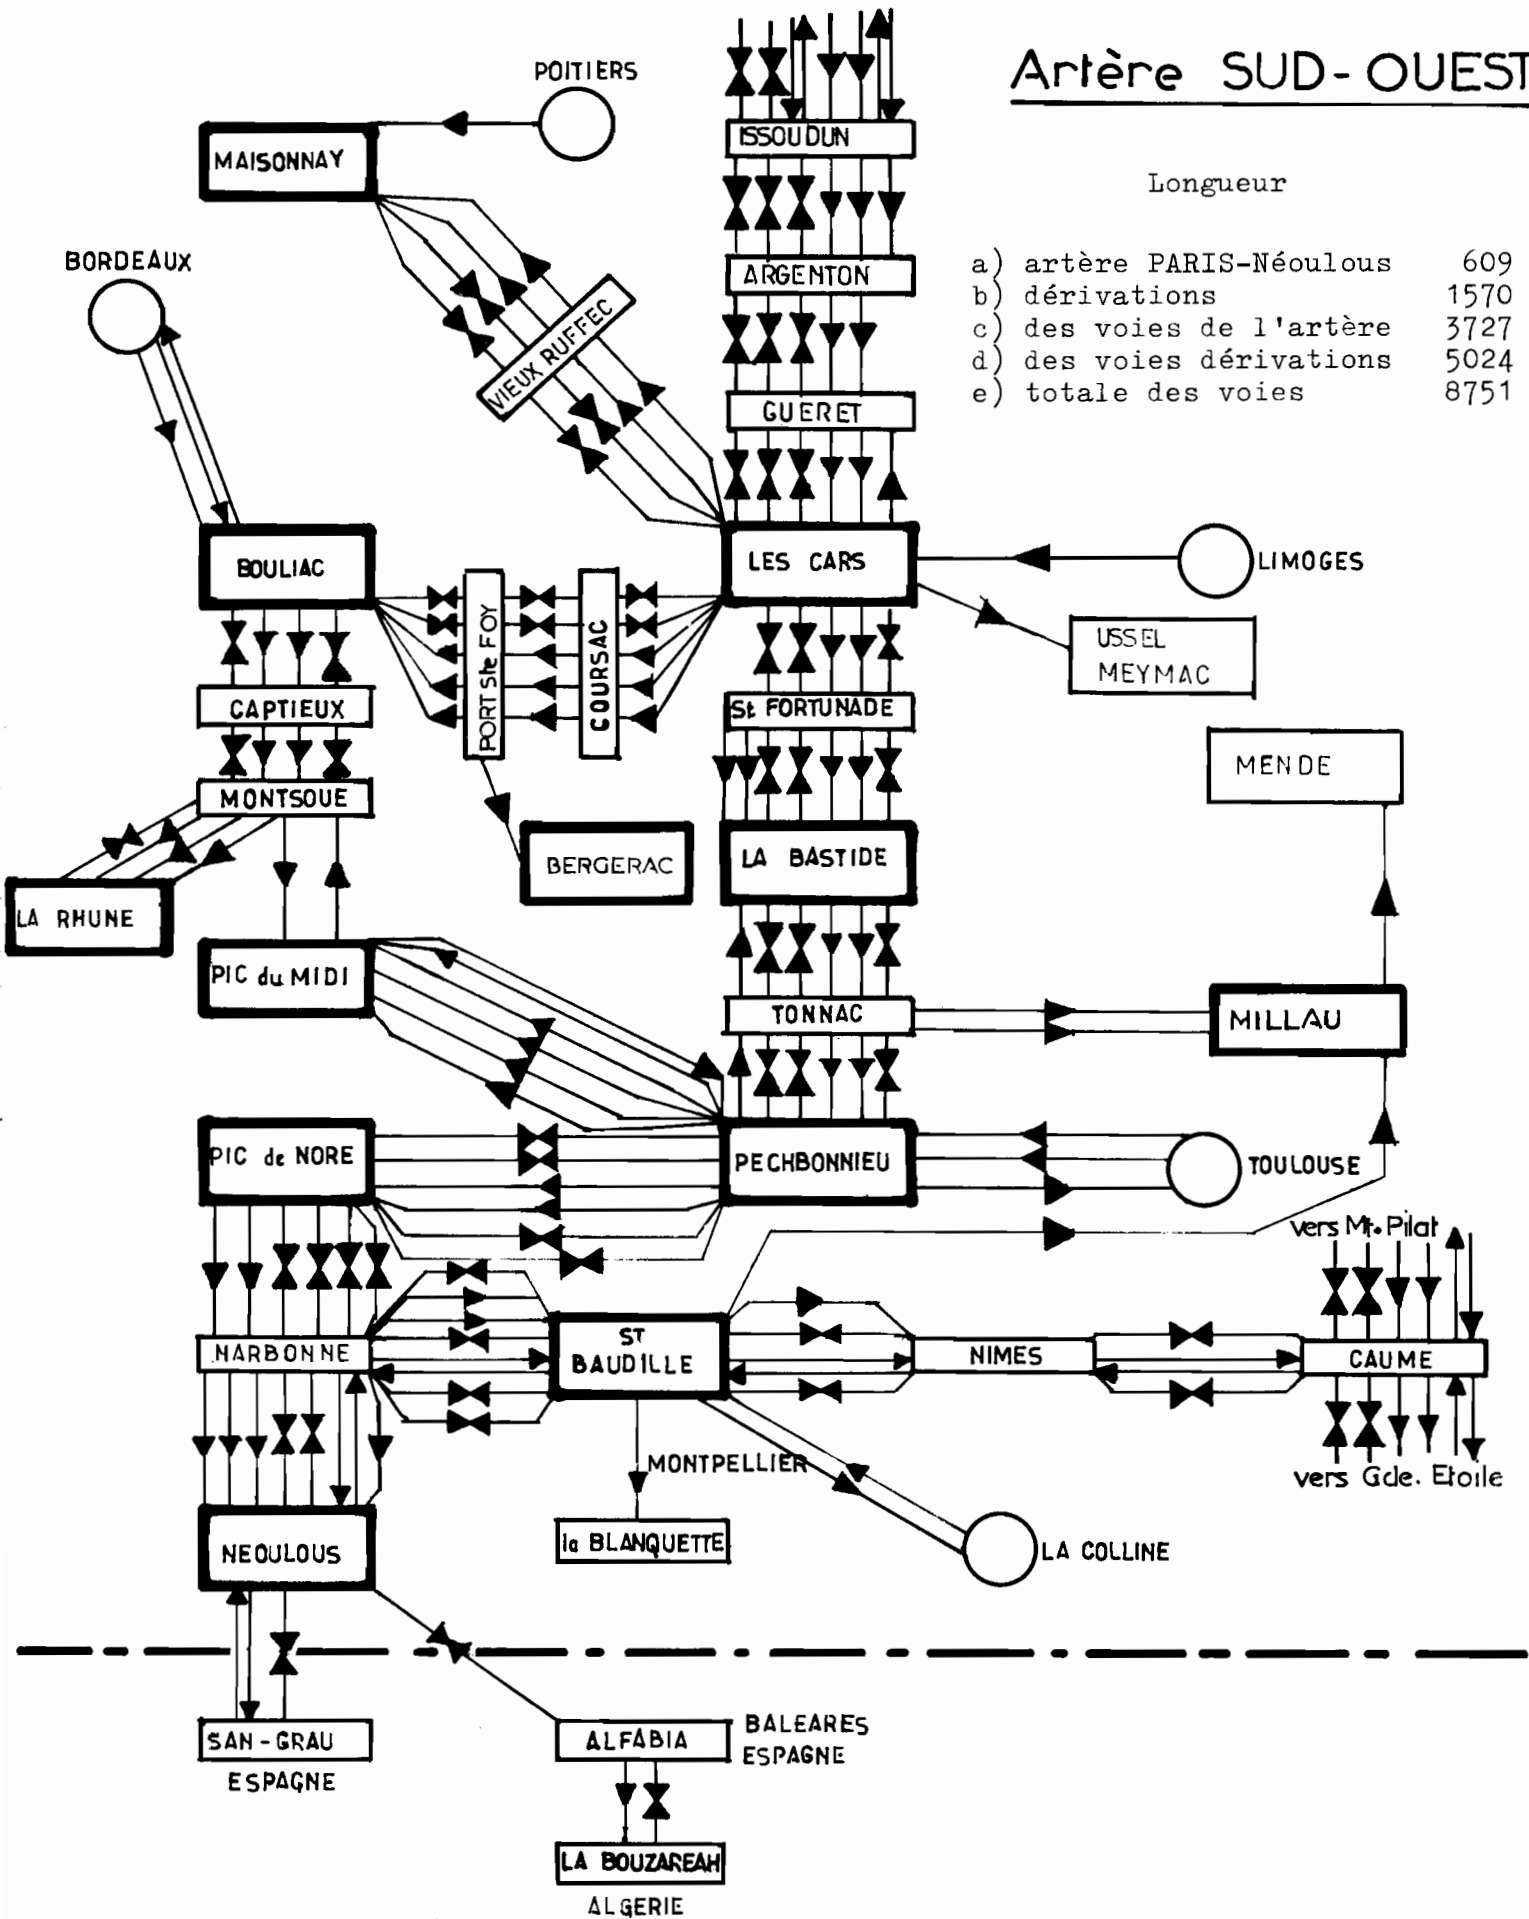 Artère SUD-OUEST
POITIERS
ISSOUDUN
MAISONNAY
Longueur
BORDEAUX
ARGENTON
a) artère PARIS-Néoulous 609
b) dérivations 1570
c) des voies de l'artère 3727
d) des voies dérivations 5024
e) totale des voies 8751
VIEUX RUFFEC
GUERET
BOULIAC
LES CARS
LIMOGES
PORT Ste FOY
COURSAC
USSEL
MEYMAC
CAPTIEUX
St FORTUNADE
MENDE
MONTSOUE
BERGERAC
LA BASTIDE
LA RHUNE
PIC du MIDI
TONNAC
MILLAU
PIC de NORE
PECHBONNIEU
TOULOUSE
vers Mt. Pilat
NARBONNE
ST
BAUDILLE
NIMES
CAUME
MONTPELLIER
vers Gde. Etoile
NEOULOUS
la BLANQUETTE
LA COLLINE
SAN-GRAU
ESPAGNE
ALFABIA
BALEARES
ESPAGNE
LA BOUZAREAH
ALGERIE